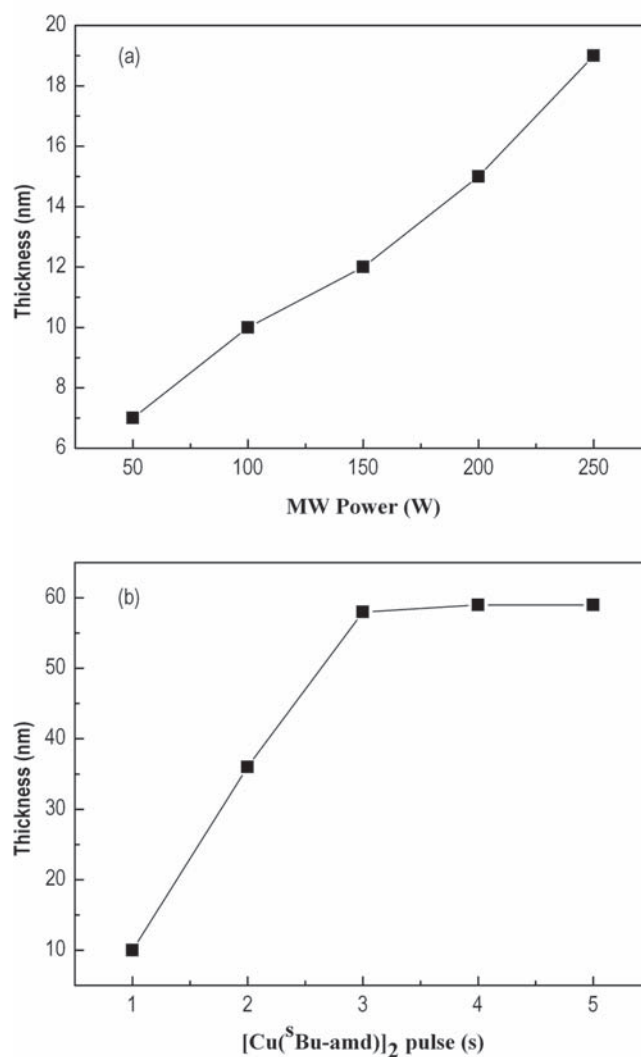 (a)
Thickness (nm)
20
18
16
14
12
10
8
6
50 100 150 200 250
MW Power (W)
(b)
Thickness (nm)
60
50
40
30
20
10
1 2 3 4 5
[Cu(ˢBu-amd)]₂ pulse (s)